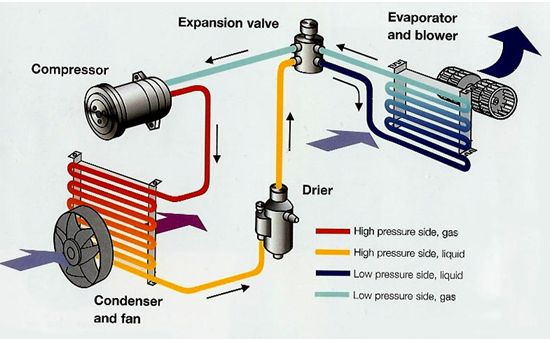 Expansion valve
Evaporator
and blower
Compressor
Drier
High pressure side, gas
High pressure side, liquid
Low pressure side, liquid
Low pressure side, gas
Condenser
and fan